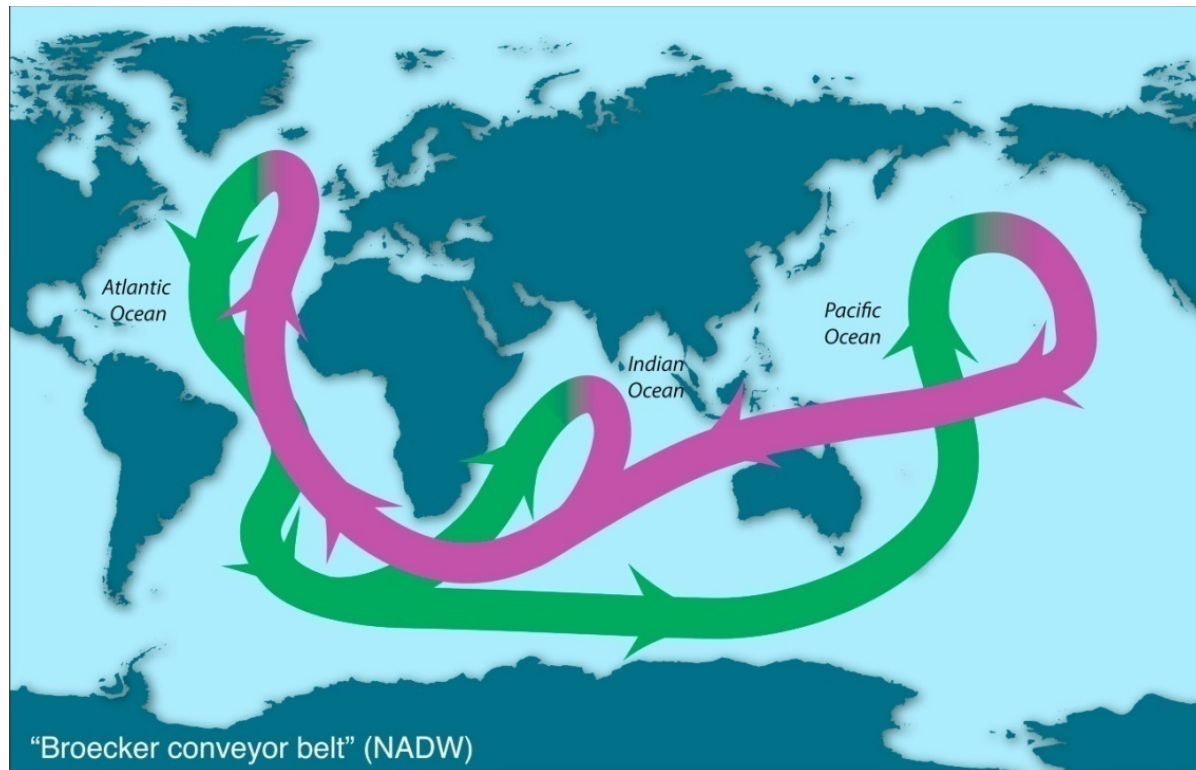 Atlantic
Ocean
Pacific
Ocean
Indian
Ocean
“Broecker conveyor belt” (NADW)